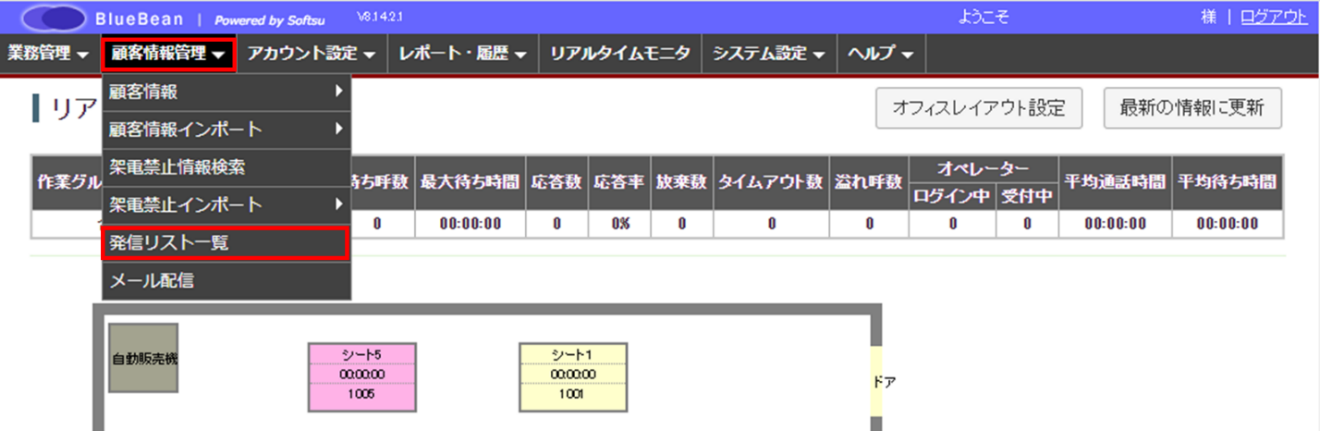 BlueBean | Powered by Softsu V8.1.4.2.1 ようこそ 様 | ログアウト
業務管理 顧客情報管理 アカウント設定 レポート・履歴 リアルタイムモニタ システム設定 ヘルプ
顧客情報
リア オフィスレイアウト設定 最新の情報に更新
顧客情報インポート
架電禁止情報検索
作業グル 待ち呼数 最大待ち時間 応答数 応答率 放棄数 タイムアウト数 溢れ呼数 オペレーター 平均通話時間 平均待ち時間
ログイン中 受付中
架電禁止インポート
0 00:00:00 0 0% 0 0 0 0 0 00:00:00 00:00:00
発信リスト一覧
メール配信
自動販売機
シート5
00:00:00
1005
シート1
00:00:00
1001
ドア